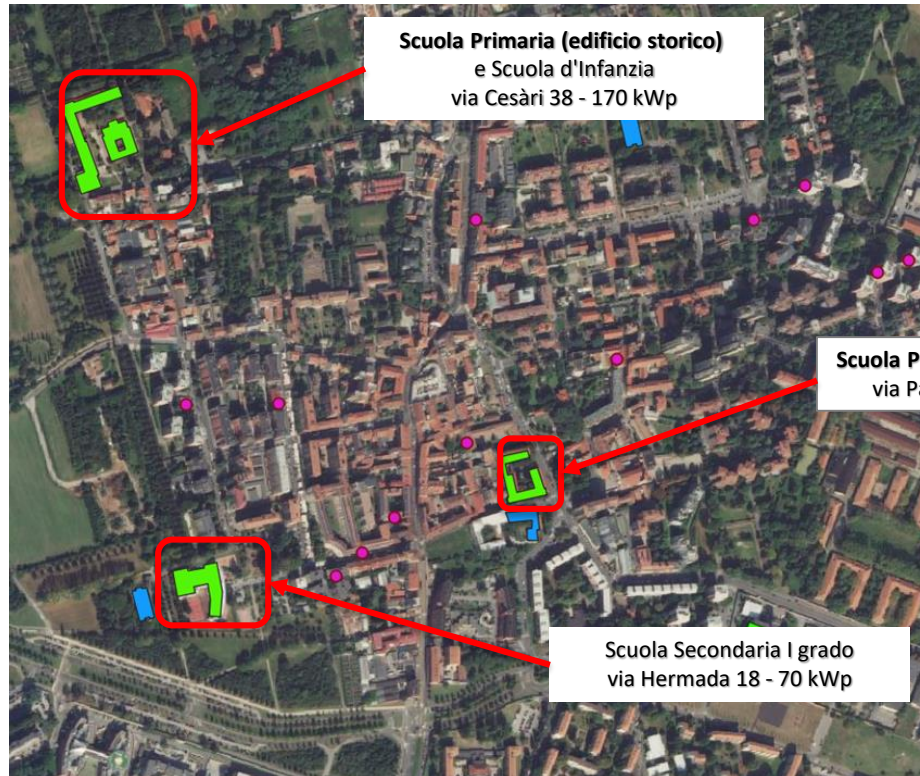 Scuola Primaria (edificio storico)
e Scuola d'Infanzia
via Cesàri 38 - 170 kWp
Scuola P
via Pa
Scuola Secondaria I grado
via Hermada 18 - 70 kWp